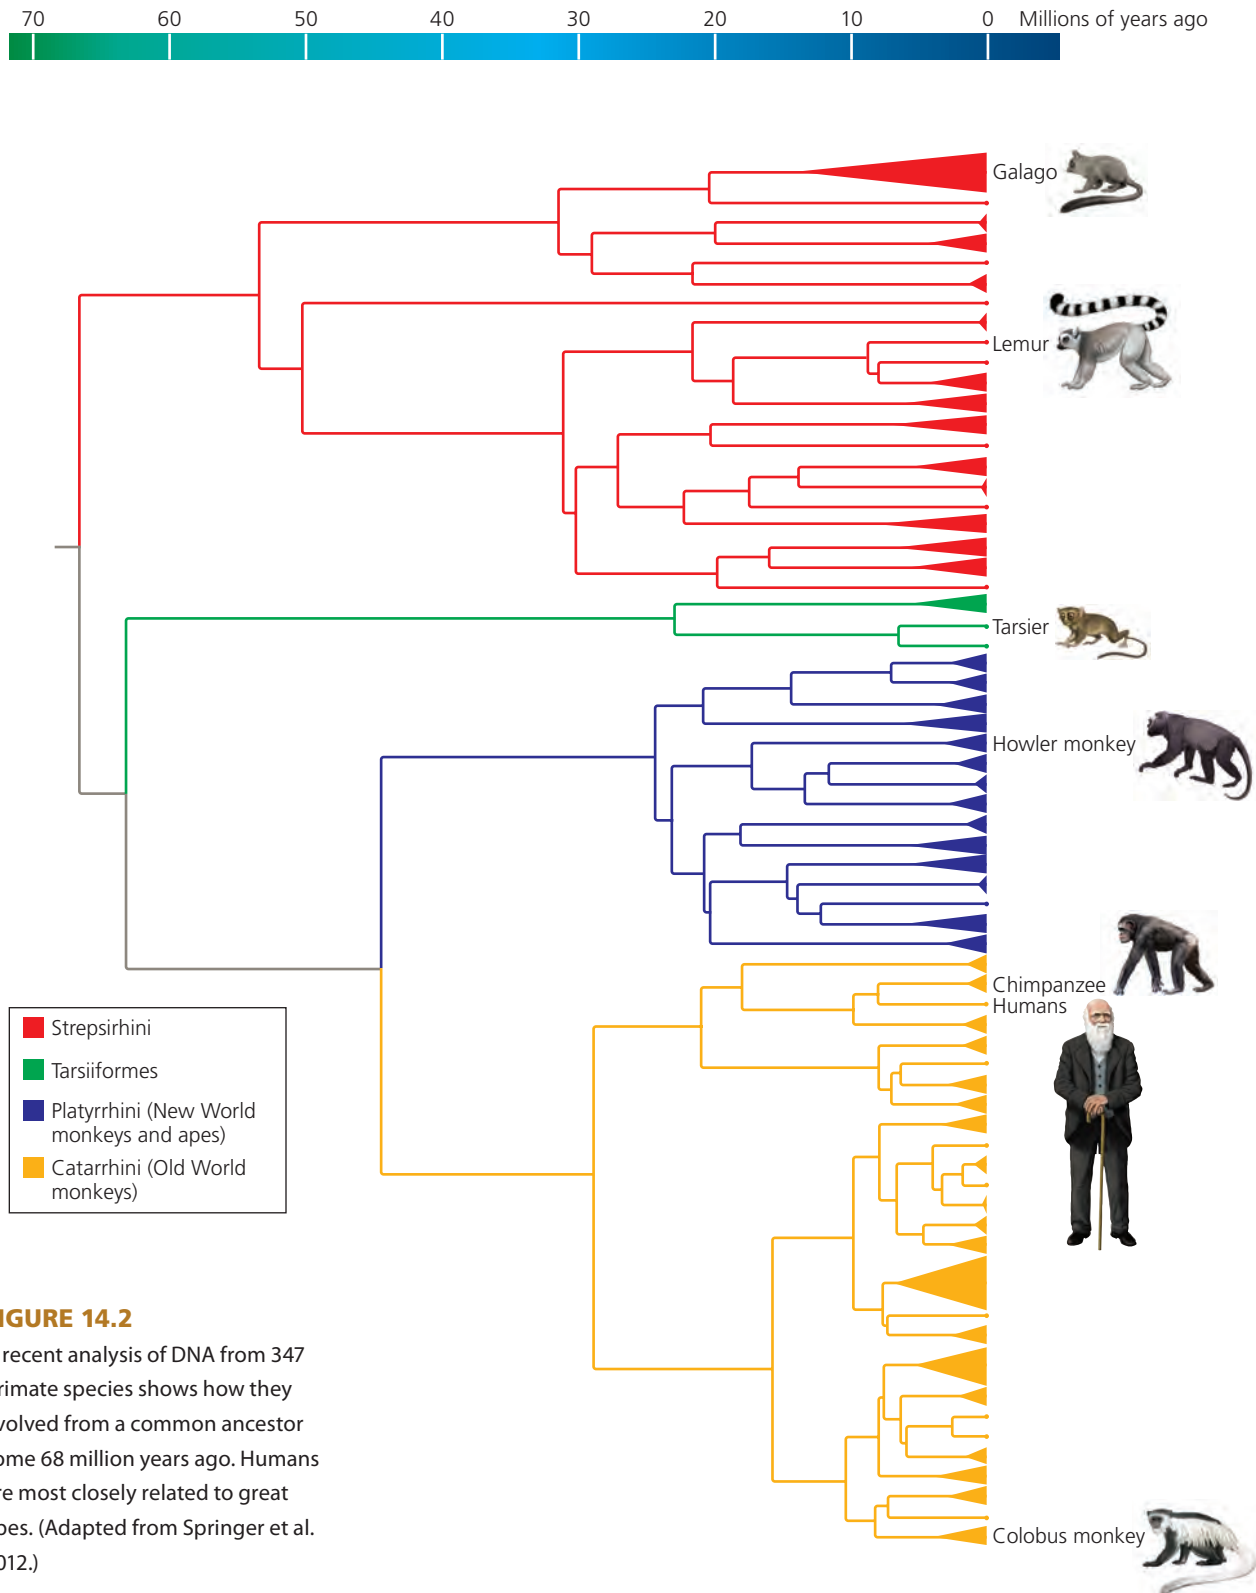 70 60 50 40 30 20 10 0 Millions of years ago
Galago
Lemur
Tarsier
Howler monkey
Chimpanzee
Humans
Strepsirhini
Tarsiiformes
Platyrrhini (New World
monkeys and apes)
Catarrhini (Old World
monkeys)
Colobus monkey
IGURE 14.2
recent analysis of DNA from 347
rimate species shows how they
volved from a common ancestor
ome 68 million years ago. Humans
re most closely related to great
pes. (Adapted from Springer et al.
012.)